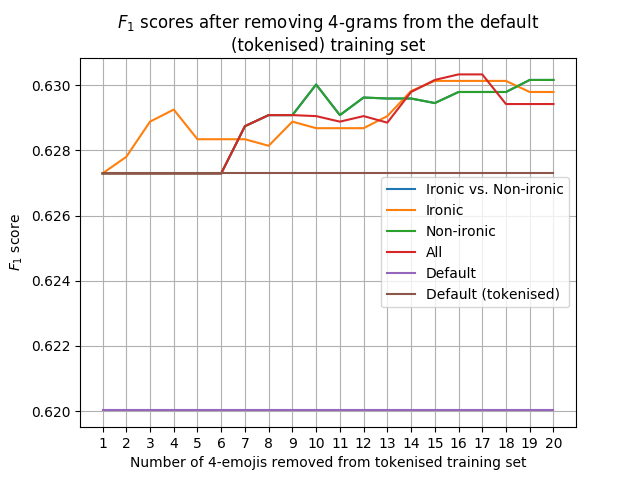 F1 scores after removing 4-grams from the default
(tokenised) training set
F1 score
0.630
0.628
0.626
0.624
0.622
0.620
Ironic vs. Non-ironic
Ironic
Non-ironic
All
Default
Default (tokenised)
1 2 3 4 5 6 7 8 9 10 11 12 13 14 15 16 17 18 19 20
Number of 4-emojis removed from tokenised training set